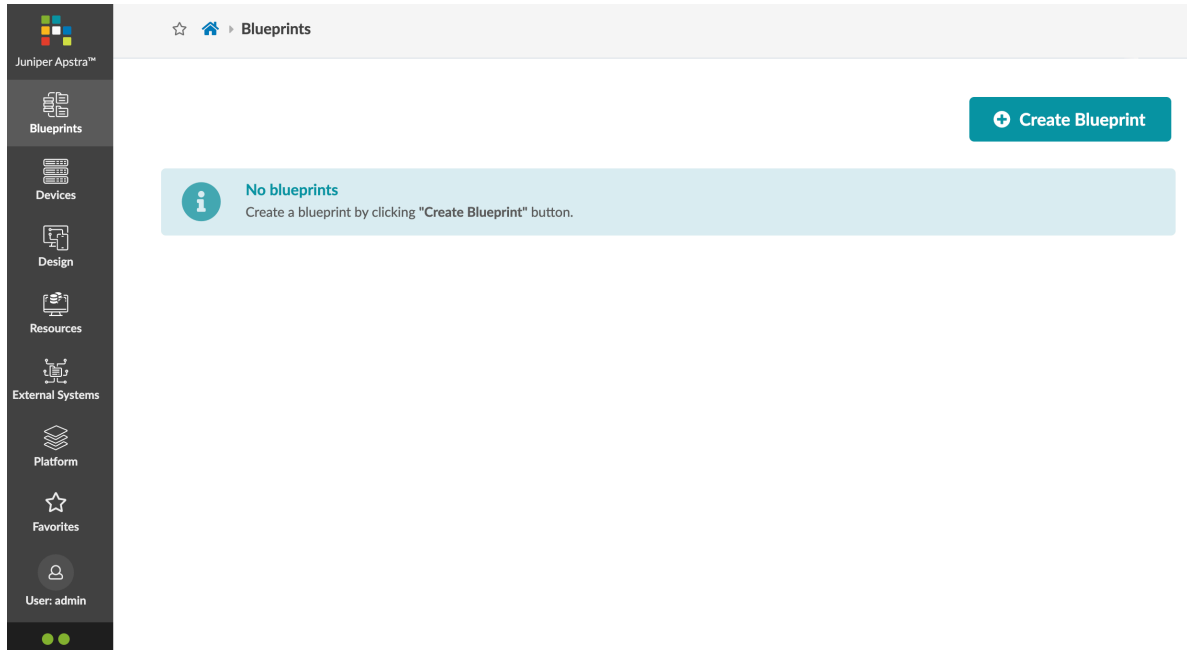 Juniper Apstra™
Blueprints
Devices
Design
Resources
External Systems
Platform
Favorites
User: admin
Blueprints
Create Blueprint
No blueprints
Create a blueprint by clicking "Create Blueprint" button.